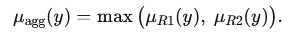 μ_agg(y) = max (μ_R1(y), μ_R2(y)).